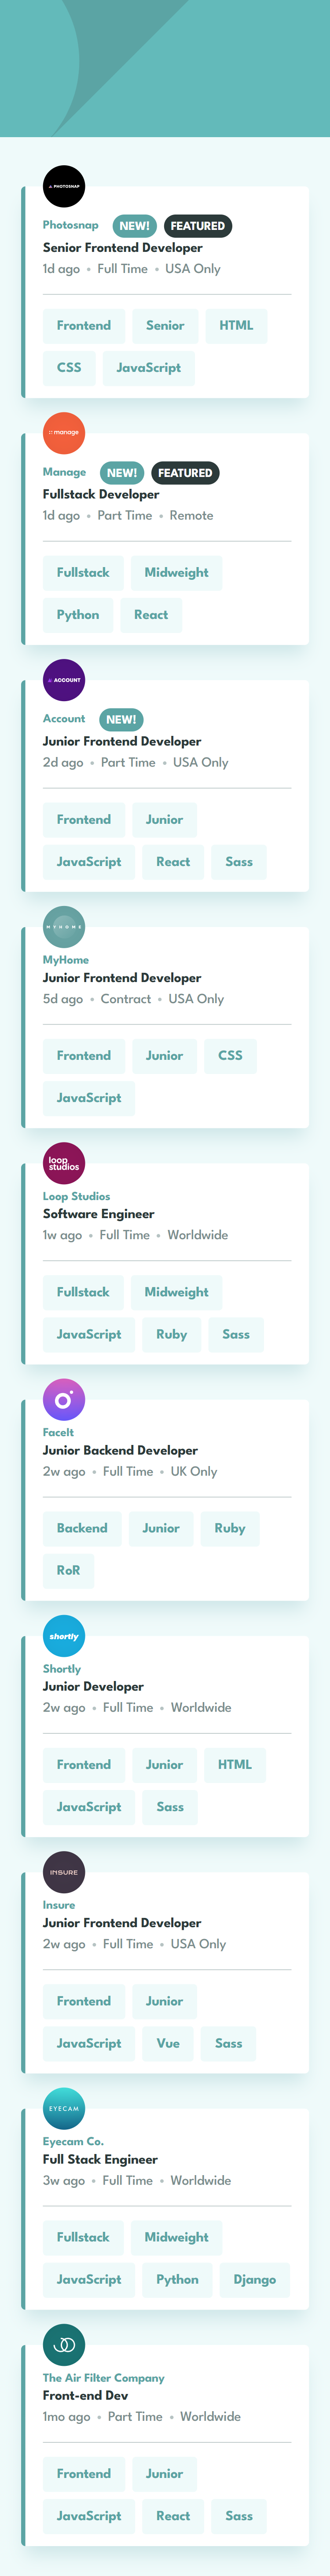 PHOTOSNAP
Photosnap NEW! FEATURED
Senior Frontend Developer
1d ago • Full Time • USA Only
Frontend Senior HTML
CSS JavaScript
manage
Manage NEW! FEATURED
Fullstack Developer
1d ago • Part Time • Remote
Fullstack Midweight
Python React
ACCOUNT
Account NEW!
Junior Frontend Developer
2d ago • Part Time • USA Only
Frontend Junior
JavaScript React Sass
MYHOME
MyHome
Junior Frontend Developer
5d ago • Contract • USA Only
Frontend Junior CSS
JavaScript
loop
studios
Loop Studios
Software Engineer
1w ago • Full Time • Worldwide
Fullstack Midweight
JavaScript Ruby Sass
FaceIt
Junior Backend Developer
2w ago • Full Time • UK Only
Backend Junior Ruby
RoR
shortly
Shortly
Junior Developer
2w ago • Full Time • Worldwide
Frontend Junior HTML
JavaScript Sass
INSURE
Insure
Junior Frontend Developer
2w ago • Full Time • USA Only
Frontend Junior
JavaScript Vue Sass
EYECAM
Eyecam Co.
Full Stack Engineer
3w ago • Full Time • Worldwide
Fullstack Midweight
JavaScript Python Django
The Air Filter Company
Front-end Dev
1mo ago • Part Time • Worldwide
Frontend Junior
JavaScript React Sass